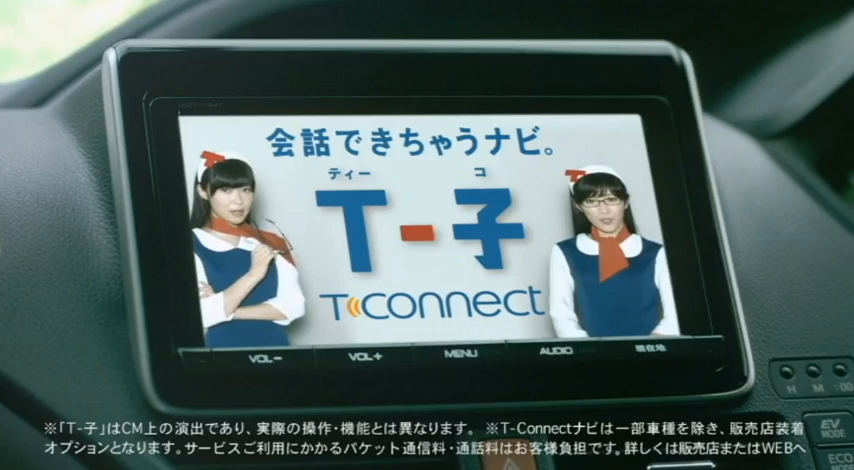 会話できちゃうナビ。
ティー コ
T-子
T CONNECT
VOL− VOL+ MENU AUDIO 現在地
H M :00
EV
MODE
ECO
※「T-子」はCM上の演出であり、実際の操作・機能とは異なります。 ※T-Connectナビは一部車種を除き、販売店装着
オプションとなります。サービスご利用にかかるパケット通信料・通話料はお客様負担です。詳しくは販売店またはWEBへ